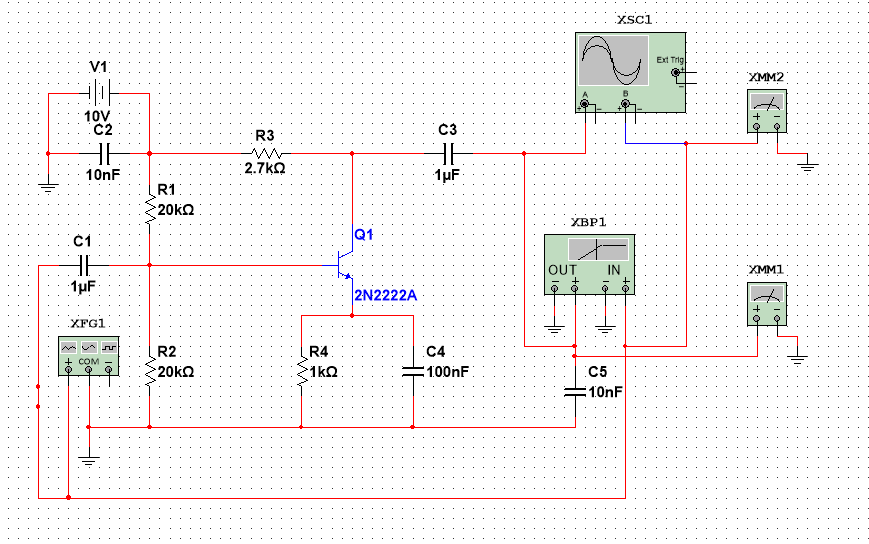 XSC1
Ext Trig
+
-
A
B
+ - + -
XMM2
+ -
V1
10V
C2
10nF
R3
2.7kΩ
C3
1µF
R1
20kΩ
Q1
2N2222A
C1
1µF
XBP1
OUT IN
- + - +
XMM1
+ -
XFG1
COM
+ -
R2
20kΩ
R4
1kΩ
C4
100nF
C5
10nF